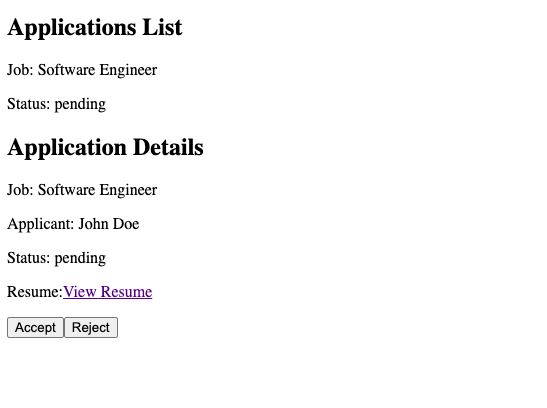 Applications List
Job: Software Engineer
Status: pending
Application Details
Job: Software Engineer
Applicant: John Doe
Status: pending
Resume:View Resume
Accept Reject